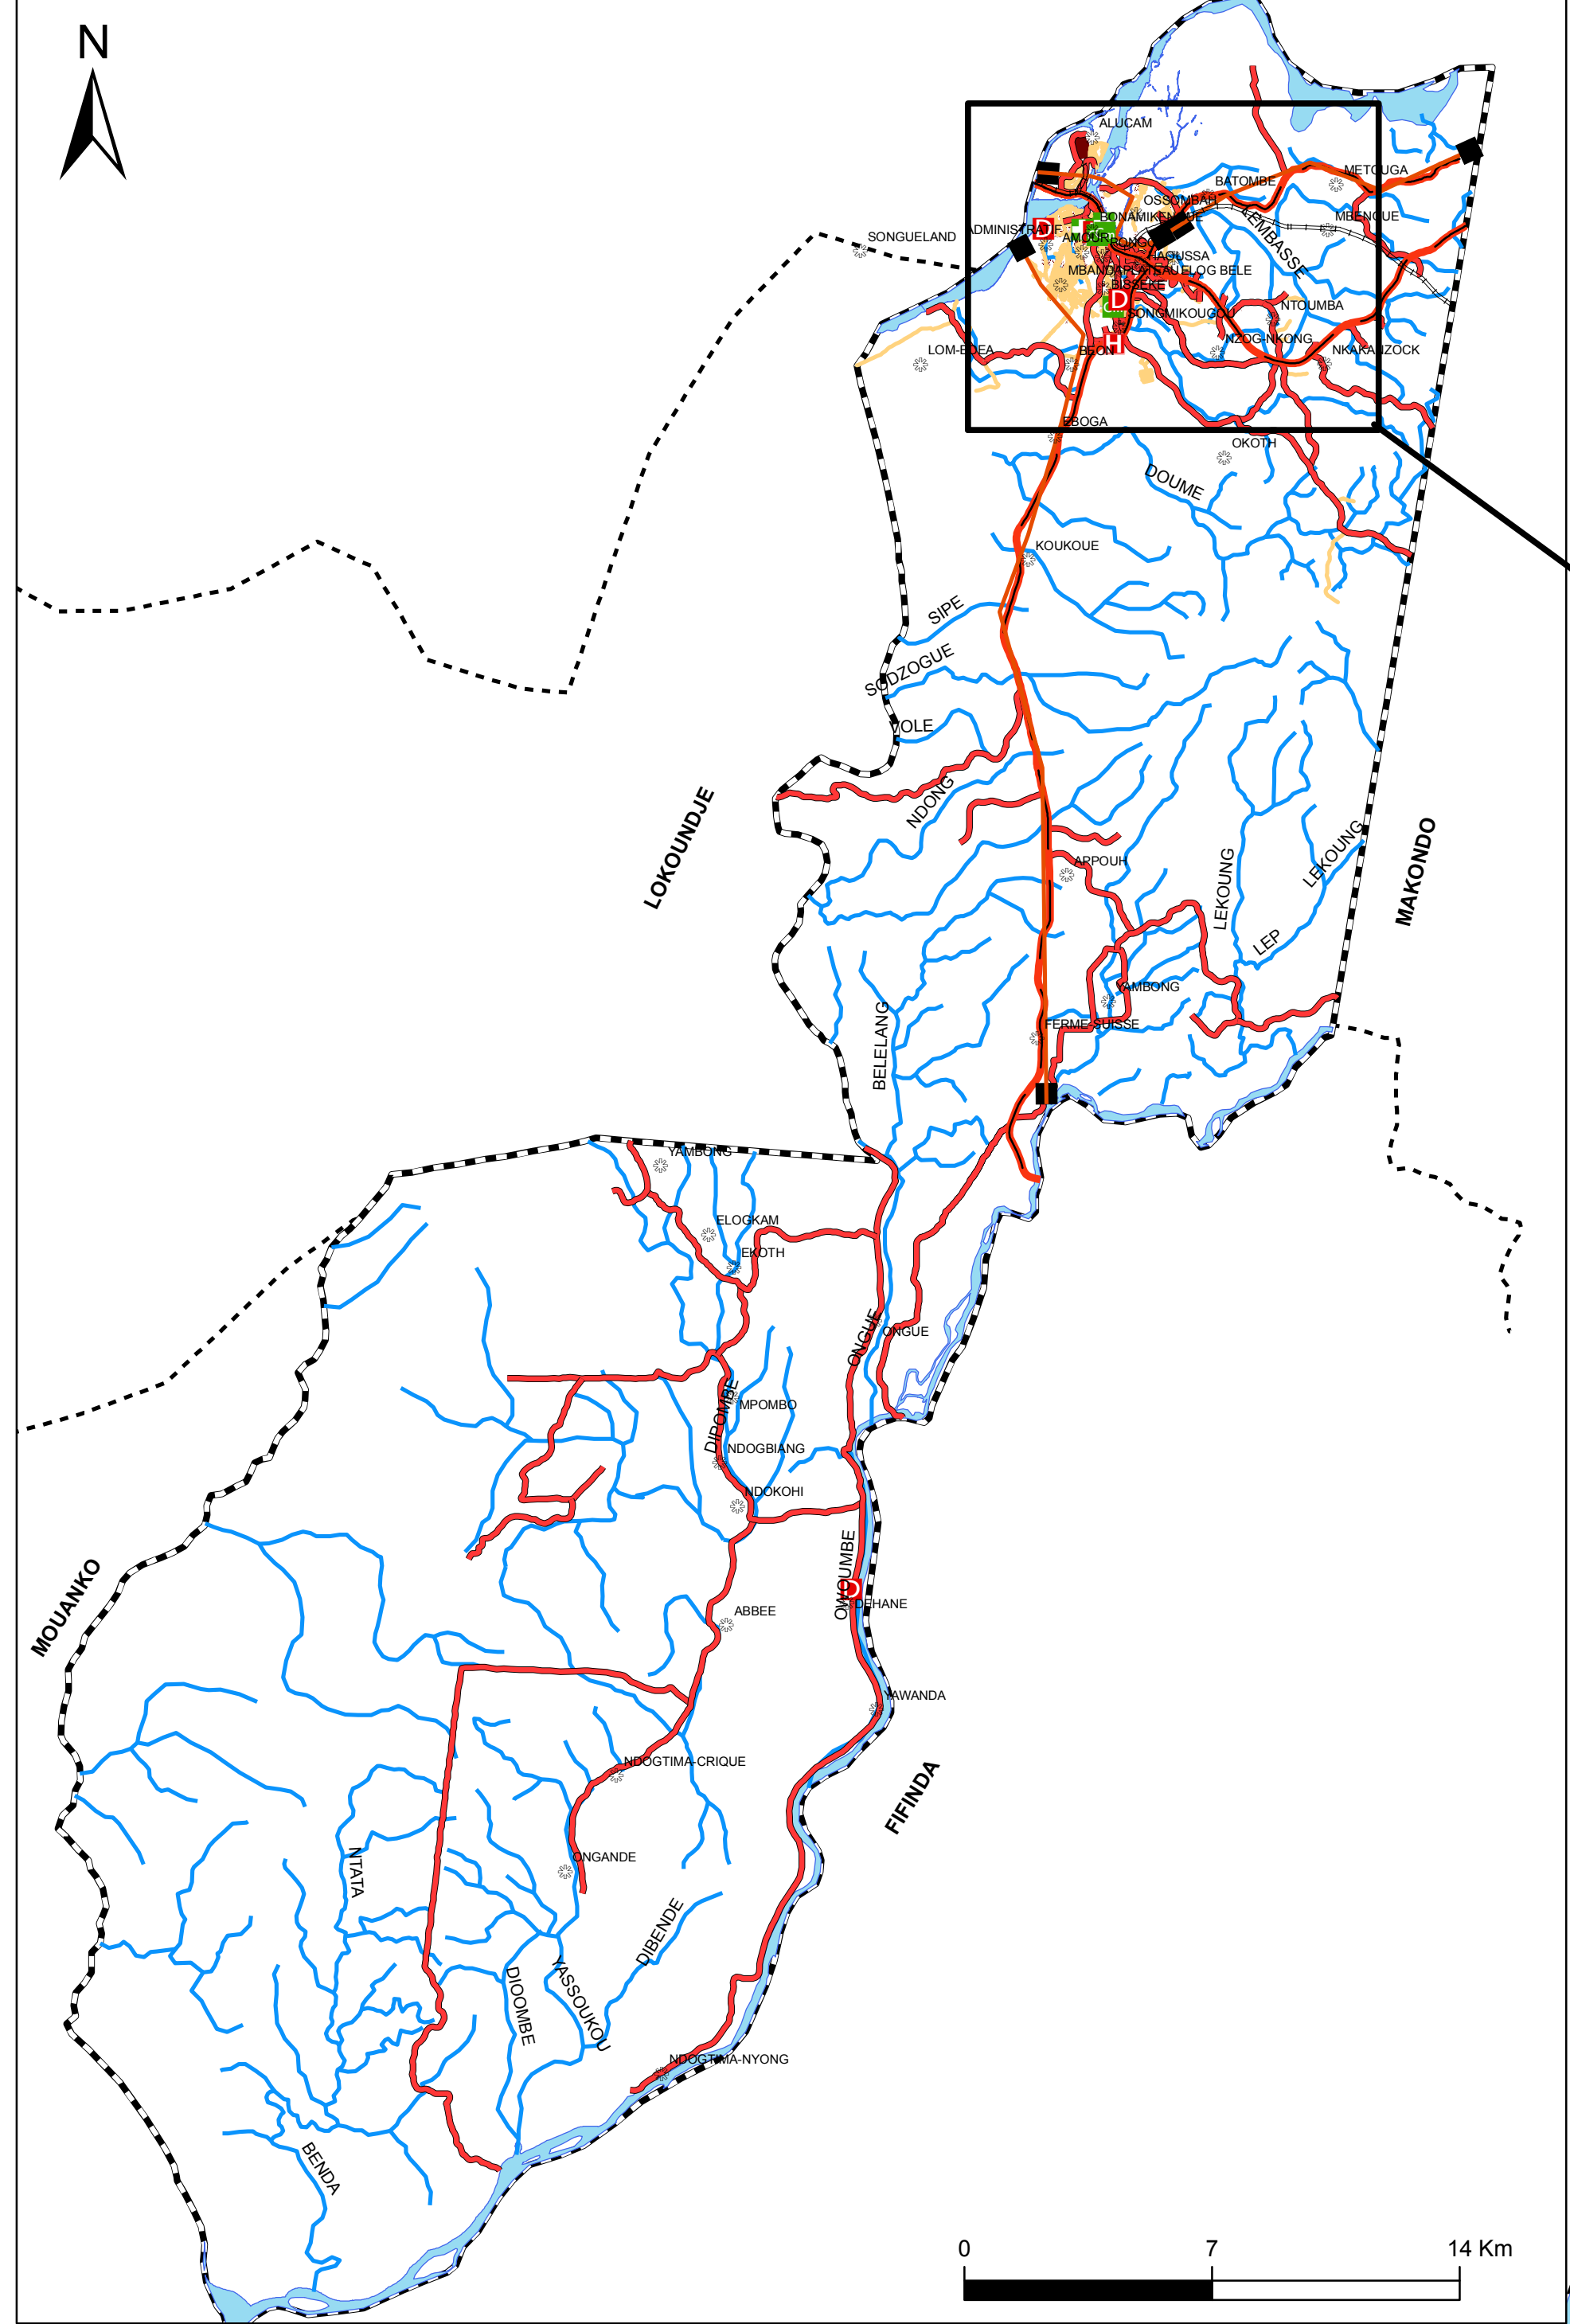 N
ALUCAM
METOUGA
BATOMBE
OSSOMBAH
BONAMIKENGUE
MBENGUE
LEMBASSE
SONGUELAND
ADMINISTRATIF
D
AMOUR
PONGO
HAOUSSA
MBANDA
PLATEAU
ELOG BELE
BISSEKE
D
SONGMIKOUGOU
NTOUMBA
H
NZOG-NKONG
NKAKANZOCK
LOM-EDEA
BEON
EBOGA
OKOTH
DOUME
KOUKOUE
SIPE
SODZOGUE
VOLE
NDONG
LOKOUNDJE
MAKONDO
LEKOUNG
LEKOUNG
APPOUH
LEP
YAMBONG
FERME-SUISSE
BELELANG
YAMBONG
ELOGKAM
EKOTH
ONGUE
ONGUE
DIPOMBE
MPOMBO
NDOGBIANG
NDOKOHI
OWOUMBE
D
DEHANE
ABBEE
MOUANKO
YAWANDA
NDOGTIMA-CRIQUE
FIFINDA
NTATA
ONGANDE
DIBENDE
YASSOUKOU
DIOOMBE
NDOGTIMA-NYONG
BENDA
0 7 14 Km